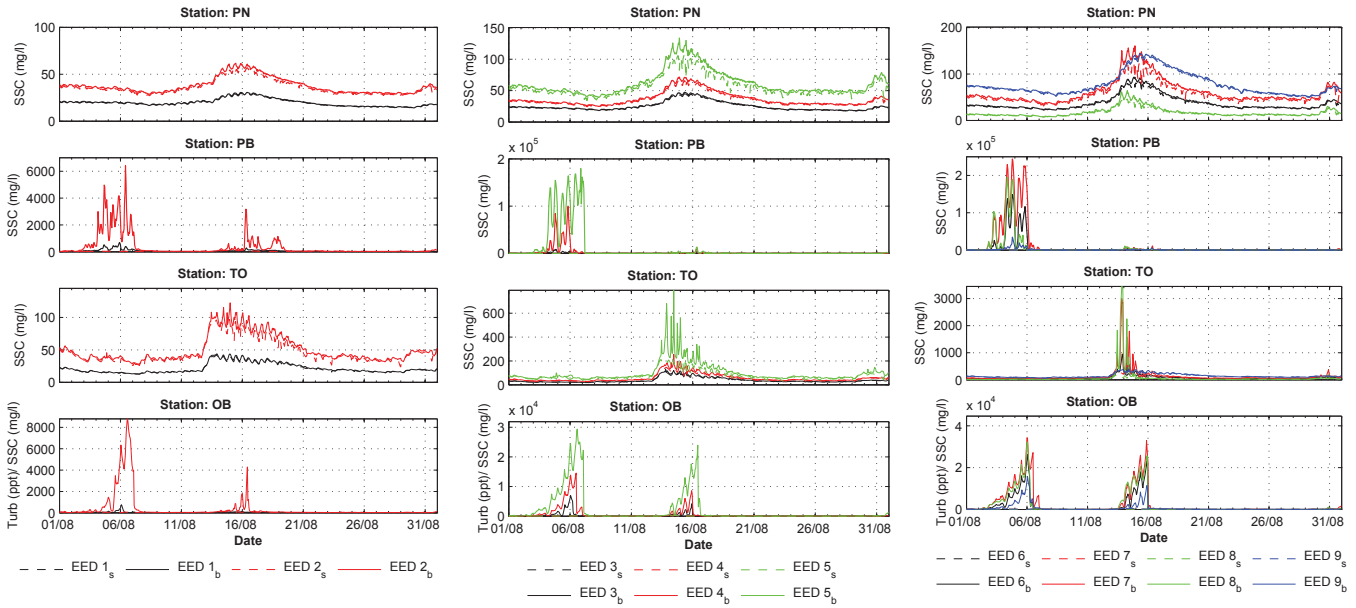 Station: PN
SSC (mg/l)
100
50
0
Station: PB
SSC (mg/l)
6000
4000
2000
0
Station: TO
SSC (mg/l)
100
50
0
Station: OB
Turb (ppt)/ SSC (mg/l)
8000
6000
4000
2000
0
01/08 06/08 11/08 16/08 21/08 26/08 31/08
Date
EED 1s EED 1b EED 2s EED 2b
Station: PN
SSC (mg/l)
150
100
50
0
Station: PB
x 10^5
SSC (mg/l)
2
1
0
Station: TO
SSC (mg/l)
600
400
200
0
Station: OB
x 10^4
Turb (ppt)/ SSC (mg/l)
3
2
1
0
01/08 06/08 11/08 16/08 21/08 26/08 31/08
Date
EED 3s EED 4s EED 5s
EED 3b EED 4b EED 5b
Station: PN
SSC (mg/l)
200
100
0
Station: PB
x 10^5
SSC (mg/l)
2
1
0
Station: TO
SSC (mg/l)
3000
2000
1000
0
Station: OB
x 10^4
Turb (ppt)/ SSC (mg/l)
4
2
0
01/08 06/08 11/08 16/08 21/08 26/08 31/08
Date
EED 6s EED 7s EED 8s EED 9s
EED 6b EED 7b EED 8b EED 9b